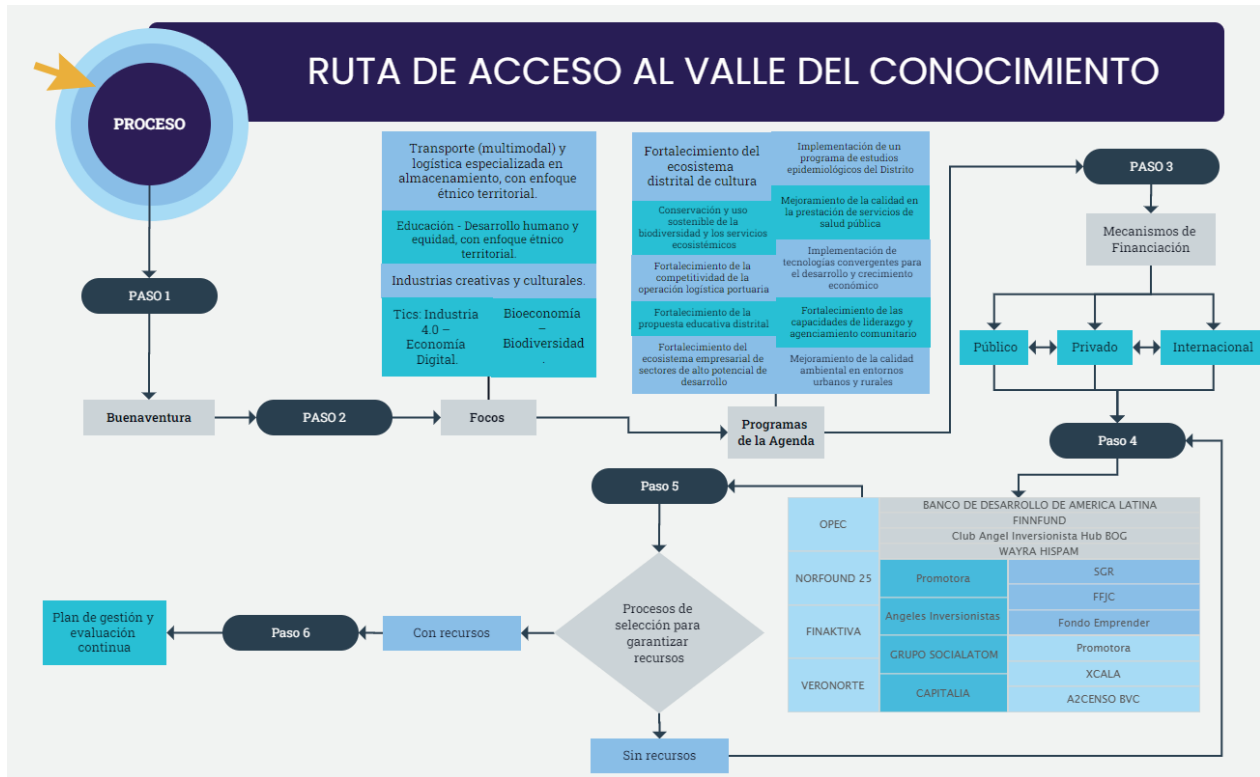 RUTA DE ACCESO AL VALLE DEL CONOCIMIENTO
PROCESO
PASO 1
Buenaventura
PASO 2
Transporte (multimodal) y
logística especializada en
almacenamiento, con enfoque
étnico territorial.
Educación - Desarrollo humano y
equidad, con enfoque étnico
territorial.
Industrias creativas y culturales.
Tics: Industria
4.0 –
Economía
Digital.
Bioeconomía
–
Biodiversidad
.
Focos
Fortalecimiento del
ecosistema
distrital de cultura
Conservación y uso
sostenible de la
biodiversidad y los servicios
ecosistémicos
Fortalecimiento de la
competitividad de la
operación logística portuaria
Fortalecimiento de la
propuesta educativa distrital
Fortalecimiento del
ecosistema empresarial de
sectores de alto potencial de
desarrollo
Implementación de un
programa de estudios
epidemiológicos del Distrito
Mejoramiento de la calidad en
la prestación de servicios de
salud pública
Implementación de
tecnologías convergentes para
el desarrollo y crecimiento
económico
Fortalecimiento de las
capacidades de liderazgo y
agenciamiento comunitario
Mejoramiento de la calidad
ambiental en entornos
urbanos y rurales
Programas
de la Agenda
PASO 3
Mecanismos de
Financiación
Público
Privado
Internacional
Paso 4
OPEC
NORFOUND 25
FINAKTIVA
VERONORTE
BANCO DE DESARROLLO DE AMERICA LATINA
FINNFUND
Club Angel Inversionista Hub BOG
WAYRA HISPAM
Promotora
Angeles Inversionistas
GRUPO SOCIALATOM
CAPITALIA
SGR
FFJC
Fondo Emprender
Promotora
XCALA
A2CENSO BVC
Paso 5
Procesos de
selección para
garantizar
recursos
Con recursos
Paso 6
Plan de gestión y
evaluación
continua
Sin recursos